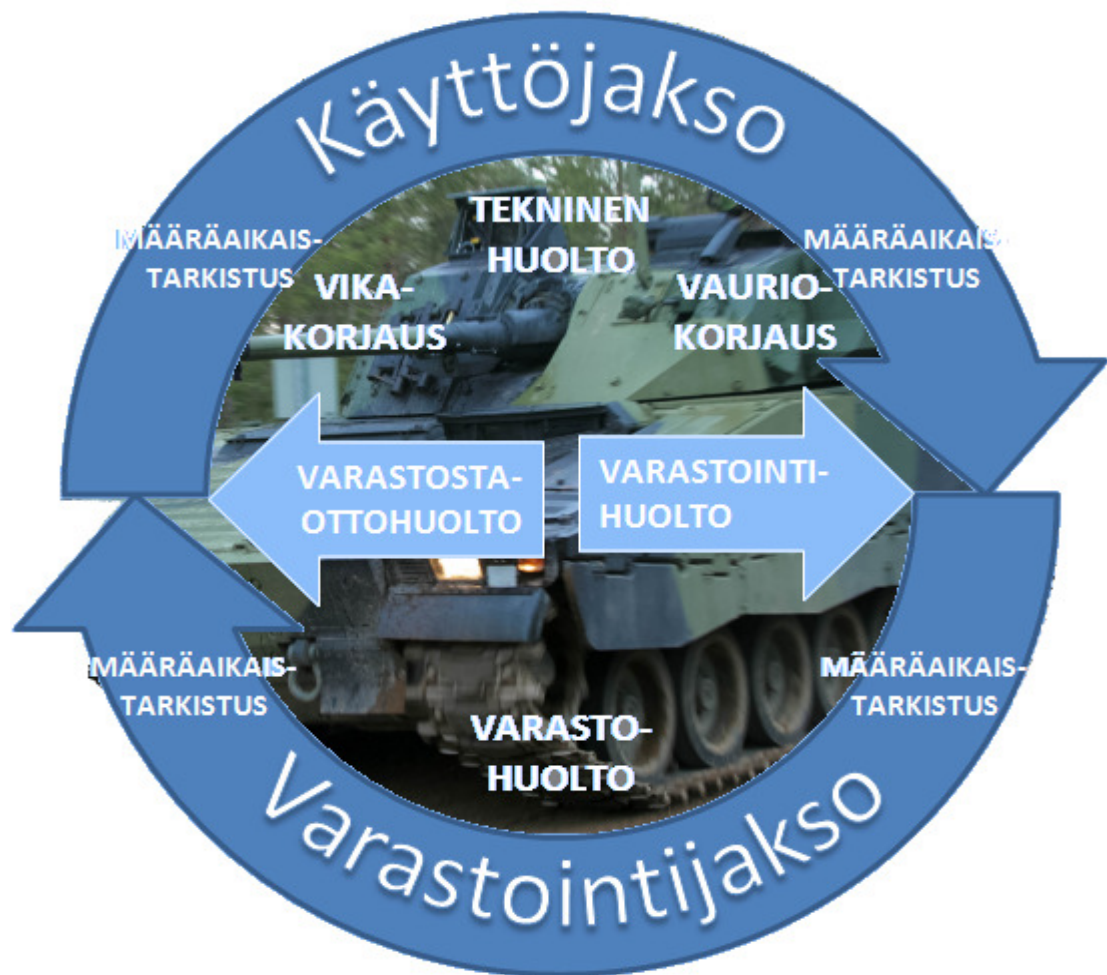 Käyttöjakso
MÄÄRÄAIKAIS-
TARKISTUS
TEKNINEN
HUOLTO
MÄÄRÄAIKAIS-
TARKISTUS
VIKA-
KORJAUS
VAURIO-
KORJAUS
VARASTOSTA-
OTTOHUOLTO
VARASTOINTI-
HUOLTO
MÄÄRÄAIKAIS-
TARKISTUS
MÄÄRÄAIKAIS-
TARKISTUS
VARASTO-
HUOLTO
Varastointijakso